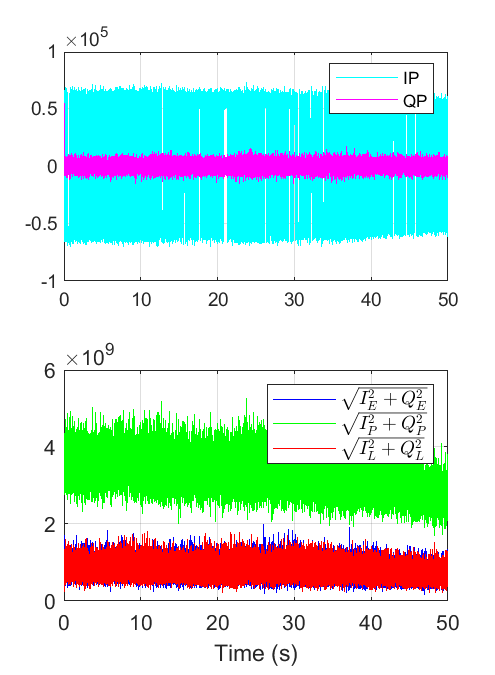 ×10^5
1
0.5
0
-0.5
-1
0 10 20 30 40 50
IP
QP
×10^9
6
4
2
0
0 10 20 30 40 50
√(I_E^2 + Q_E^2)
√(I_P^2 + Q_P^2)
√(I_L^2 + Q_L^2)
Time (s)